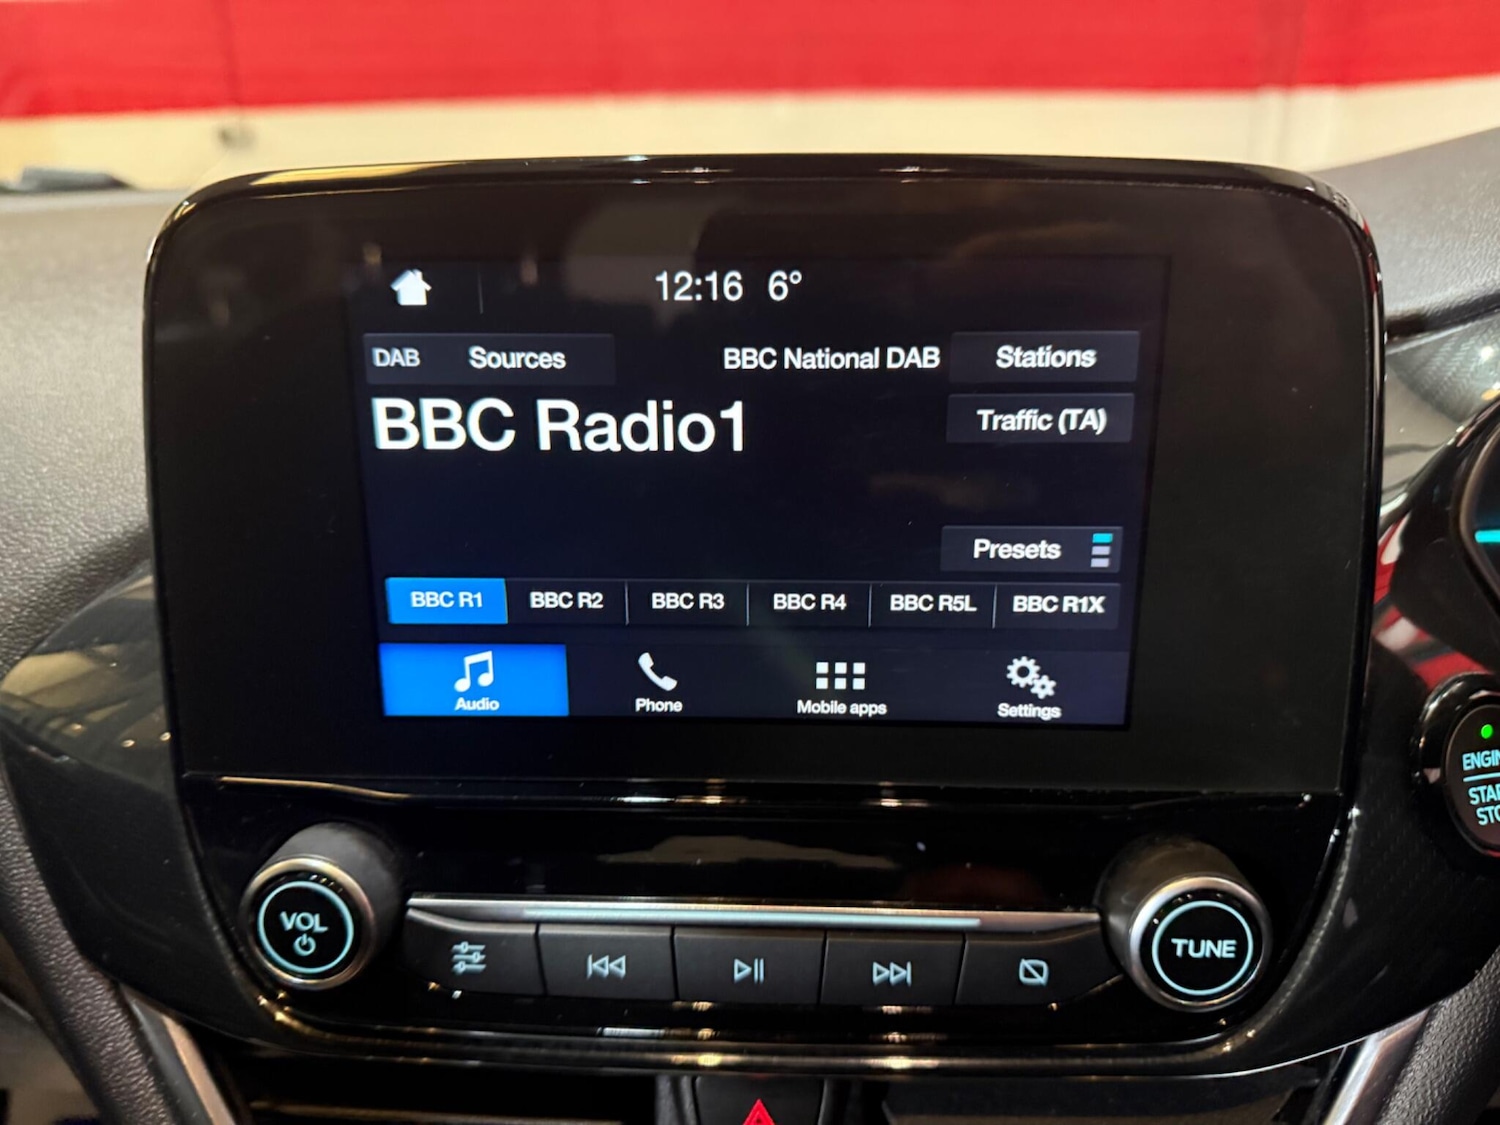 12:16 6°
DAB Sources BBC National DAB Stations
BBC Radio1
Traffic (TA)
Presets
BBC R1 BBC R2 BBC R3 BBC R4 BBC R5L BBC R1X
Audio Phone Mobile apps Settings
VOL
TUNE